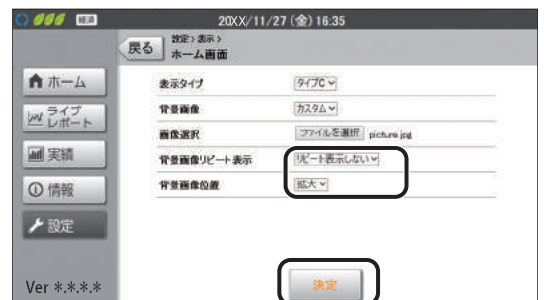 経済
20XX/11/27(金)16:35
戻る
設定>表示>
ホーム画面
ホーム
ライブ
レポート
実績
情報
設定
Ver *.*.*.*
表示タイプ
タイプC
背景画像
カスタム
画像選択
ファイルを選択 picture.jpg
背景画像リピート表示
リピート表示しない
背景画像位置
拡大
決定